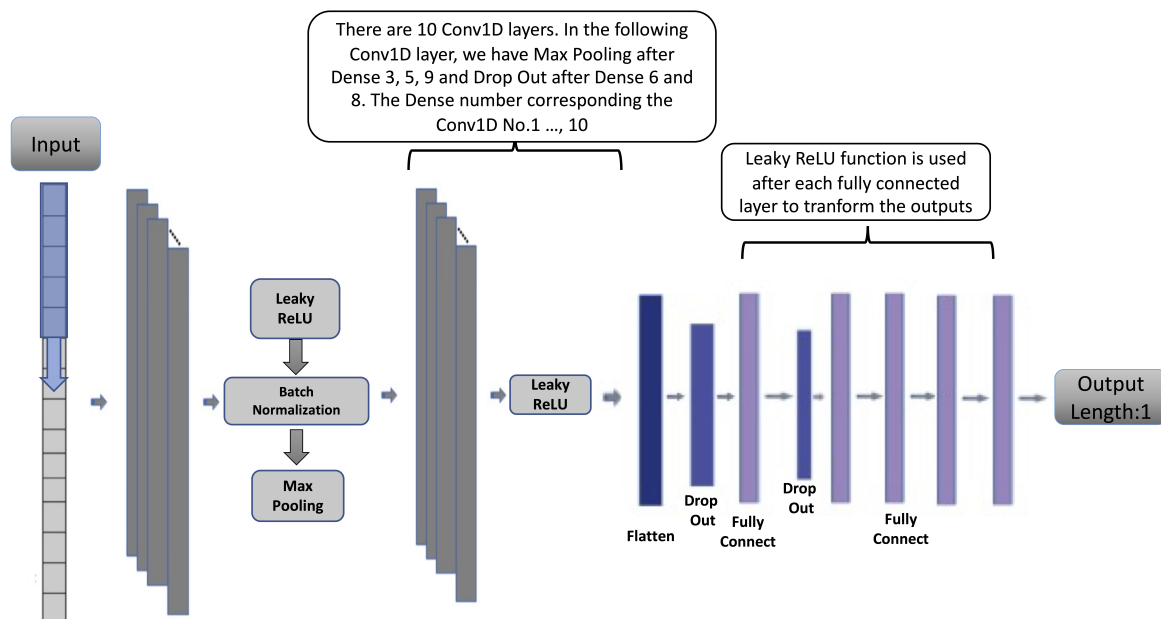 There are 10 Conv1D layers. In the following
Conv1D layer, we have Max Pooling after
Dense 3, 5, 9 and Drop Out after Dense 6 and
8. The Dense number corresponding the
Conv1D No.1 ..., 10
Input
Leaky ReLU function is used
after each fully connected
layer to tranform the outputs
Leaky
ReLU
Batch
Normalization
Max
Pooling
Leaky
ReLU
Flatten
Drop
Out
Fully
Connect
Drop
Out
Fully
Connect
Output
Length:1